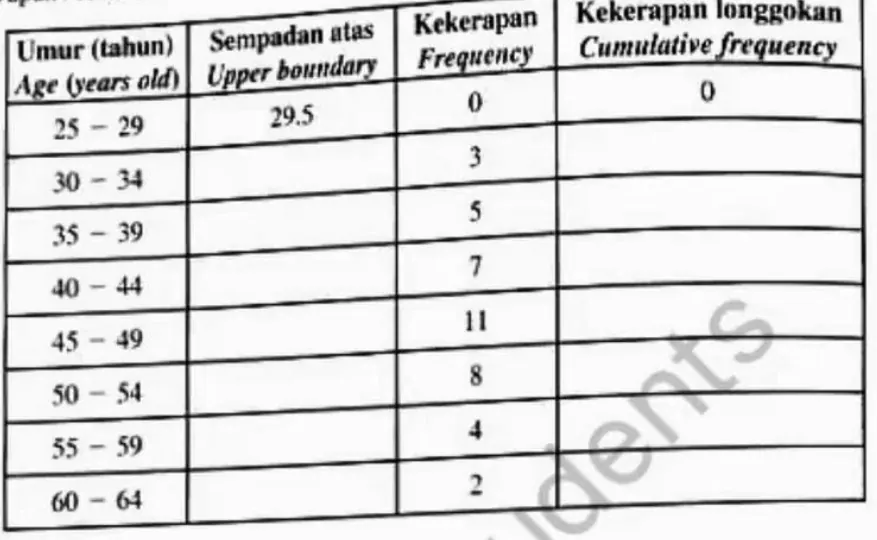 Umur (tahun) Sempadan atas Kekerapan Kekerapan longgokan
Age (years old) Upper boundary Frequency Cumulative frequency
25 – 29 29.5 0 0
30 – 34 3
35 – 39 5
40 – 44 7
45 – 49 11
50 – 54 8
55 – 59 4
60 – 64 2